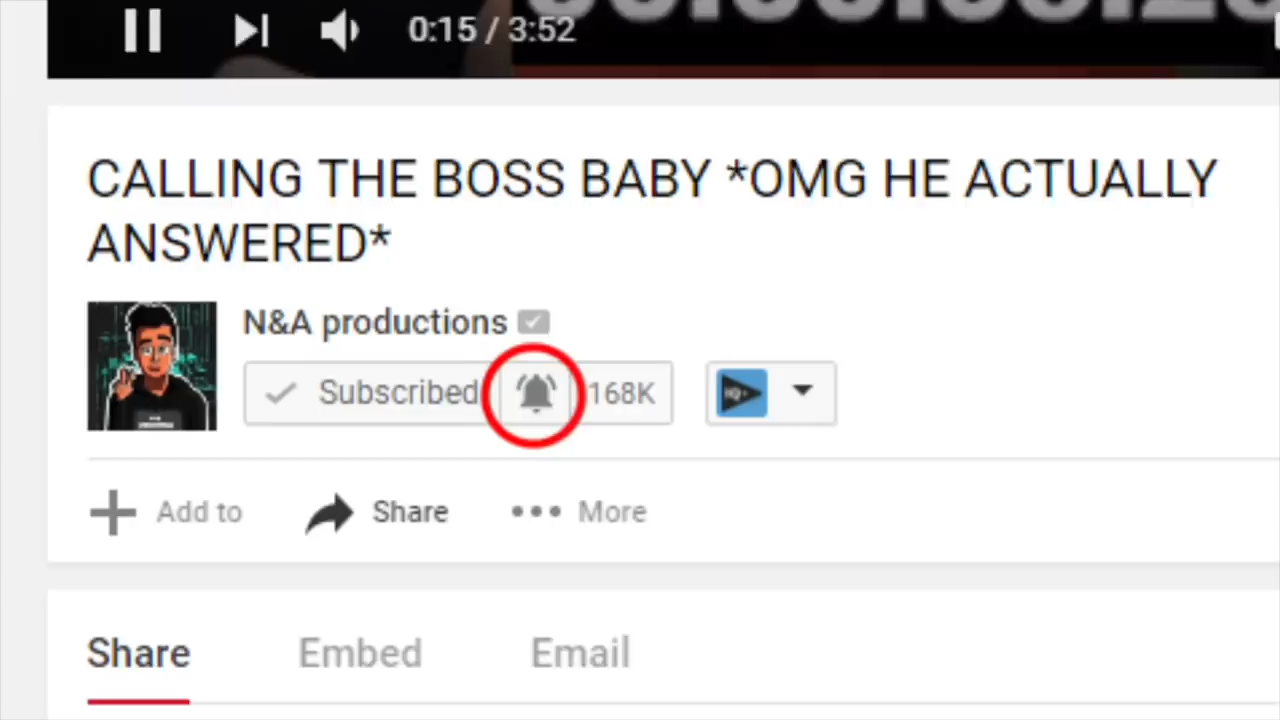 0:15 / 3:52
CALLING THE BOSS BABY *OMG HE ACTUALLY
ANSWERED*
N&A productions
Subscribed 168K
Add to Share More
Share Embed Email